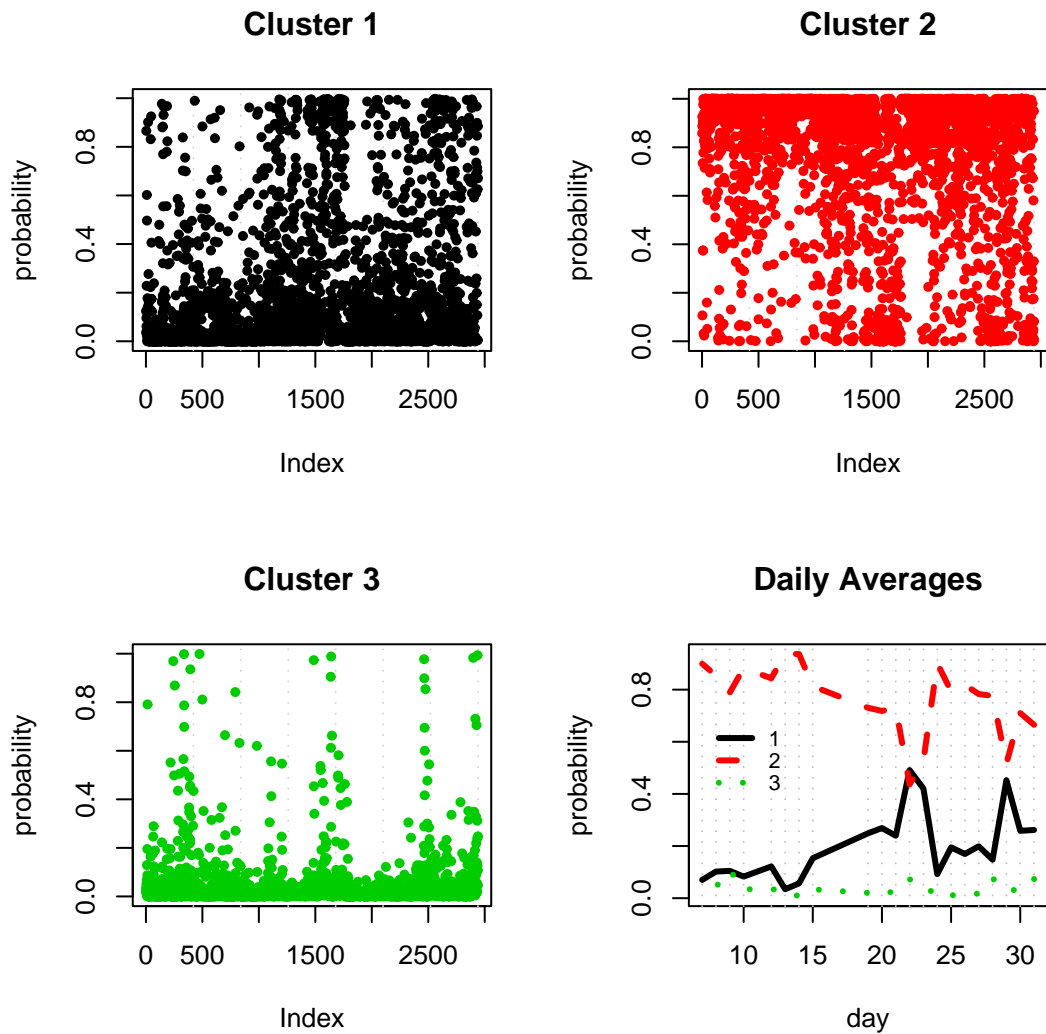 Cluster 1
probability
0.0 0.4 0.8
0 500 1500 2500
Index
Cluster 2
probability
0.0 0.4 0.8
0 500 1500 2500
Index
Cluster 3
probability
0.0 0.4 0.8
0 500 1500 2500
Index
Daily Averages
probability
0.0 0.4 0.8
1
2
3
10 15 20 25 30
day